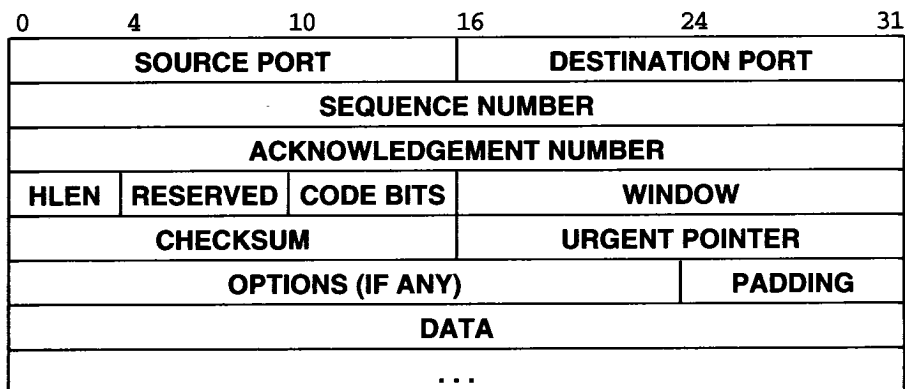 0 4 10 16 24 31
SOURCE PORT DESTINATION PORT
SEQUENCE NUMBER
ACKNOWLEDGEMENT NUMBER
HLEN RESERVED CODE BITS WINDOW
CHECKSUM URGENT POINTER
OPTIONS (IF ANY) PADDING
DATA
...